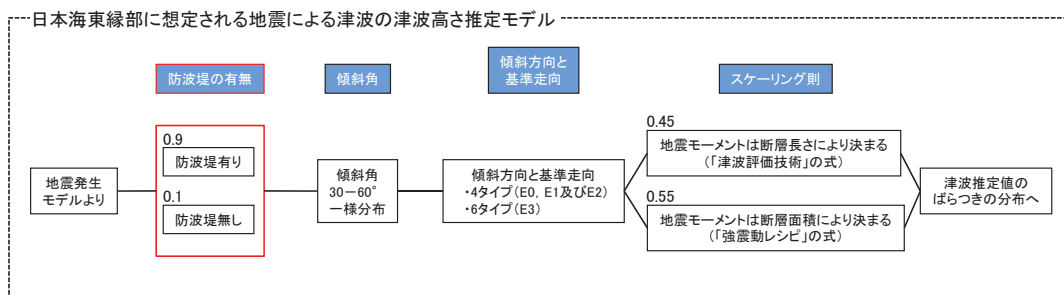 日本海東縁部に想定される地震による津波の津波高さ推定モデル
防波堤の有無
傾斜角
傾斜方向と
基準走向
スケーリング則
地震発生
モデルより
0.9
防波堤有り
0.1
防波堤無し
傾斜角
30-60°
一様分布
傾斜方向と基準走向
・4タイプ(E0, E1及びE2)
・6タイプ(E3)
0.45
地震モーメントは断層長さにより決まる
(「津波評価技術」の式)
0.55
地震モーメントは断層面積により決まる
(「強震動レシピ」の式)
津波推定値の
ばらつきの分布へ